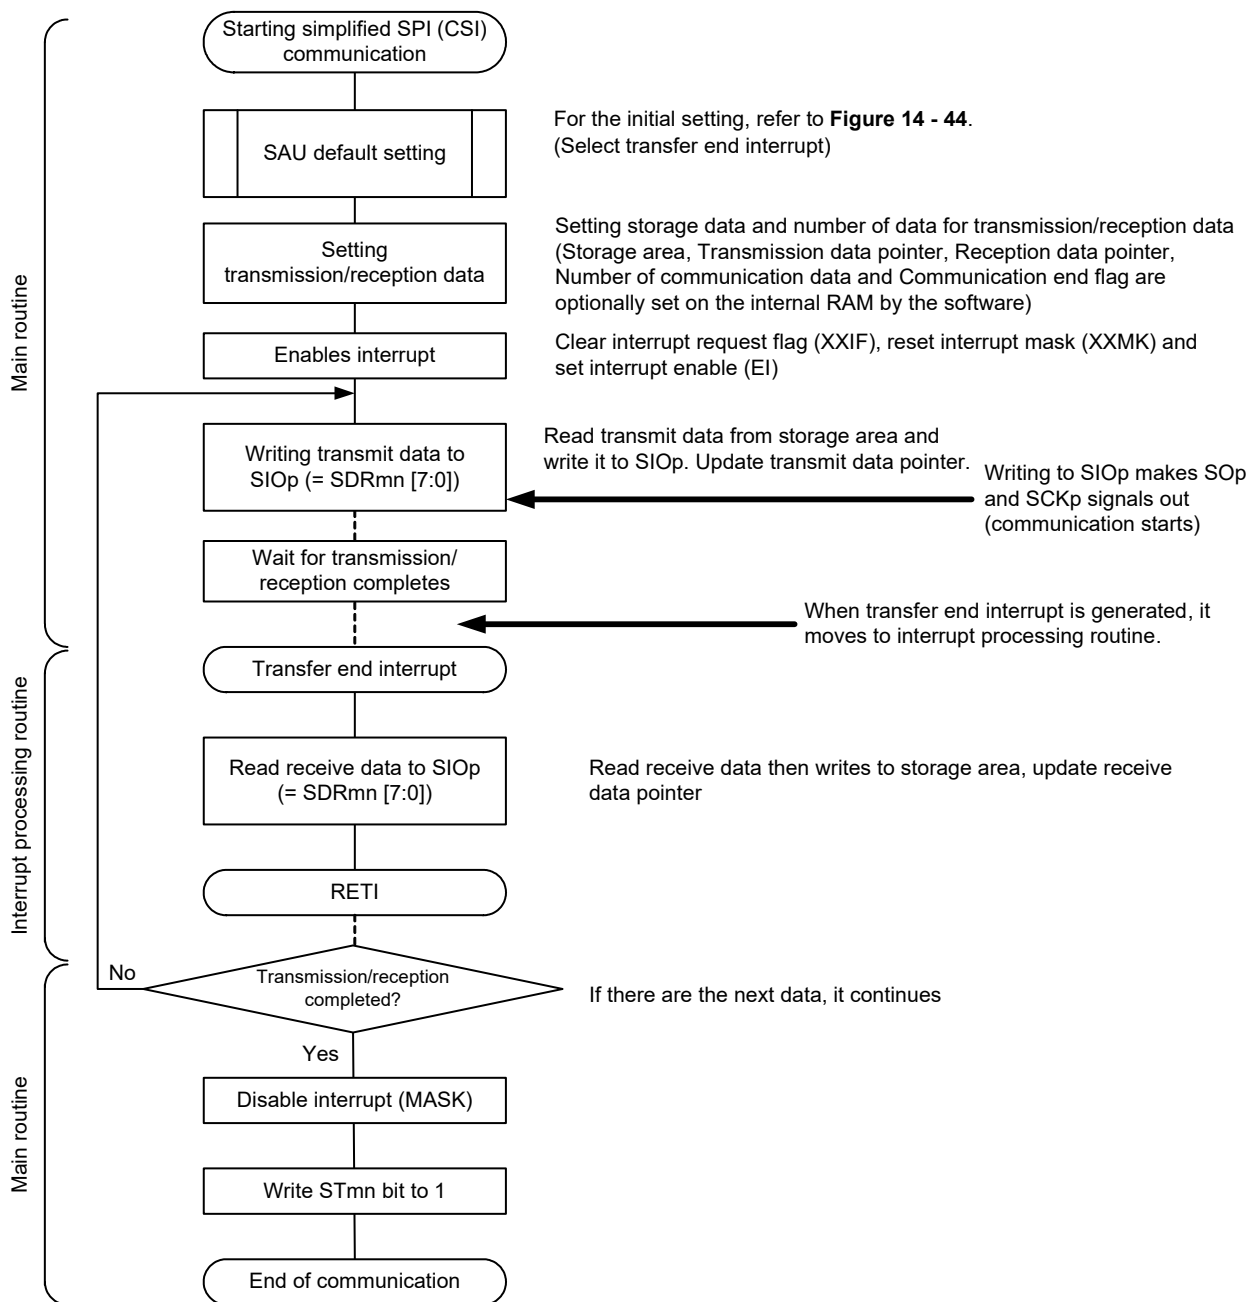 Starting simplified SPI (CSI)
communication
SAU default setting
For the initial setting, refer to Figure 14 - 44.
(Select transfer end interrupt)
Setting
transmission/reception data
Setting storage data and number of data for transmission/reception data
(Storage area, Transmission data pointer, Reception data pointer,
Number of communication data and Communication end flag are
optionally set on the internal RAM by the software)
Main routine
Enables interrupt
Clear interrupt request flag (XXIF), reset interrupt mask (XXMK) and
set interrupt enable (EI)
Writing transmit data to
SIOp (= SDRmn [7:0])
Read transmit data from storage area and
write it to SIOp. Update transmit data pointer.
Writing to SIOp makes SOp
and SCKp signals out
(communication starts)
Wait for transmission/
reception completes
When transfer end interrupt is generated, it
moves to interrupt processing routine.
Transfer end interrupt
Interrupt processing routine
Read receive data to SIOp
(= SDRmn [7:0])
Read receive data then writes to storage area, update receive
data pointer
RETI
No
Transmission/reception
completed?
If there are the next data, it continues
Yes
Main routine
Disable interrupt (MASK)
Write STmn bit to 1
End of communication